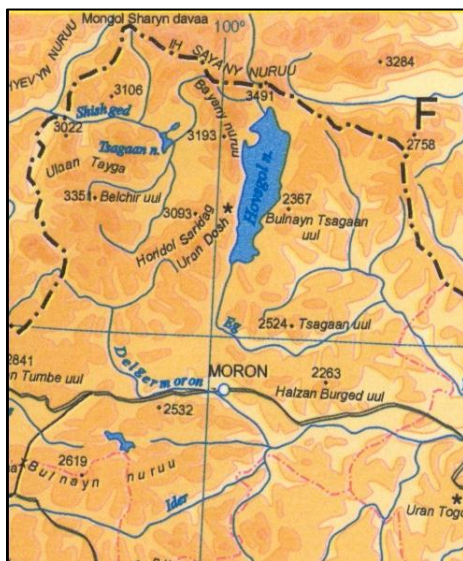 Mongol Sharyn davaa
100°
IH SAYANY NURUU
YEVYN NURUU
3284
3106
Bayany nuruu
3491
Shishged
3022
Tsagaan n.
3193
F
2758
Ulaan Tayga
Hovogol n.
3351 Belchir uul
3093
2367
Bulnayn Tsagaan
uul
Horidol Saridag
Uran Dosh
Eg
2524 Tsagaan uul
2841
n Tumbe uul
Delgermoron
MORON
2263
Halzan Burged uul
2532
2619
Bulnayn nuruu
Ider
Uran Togo